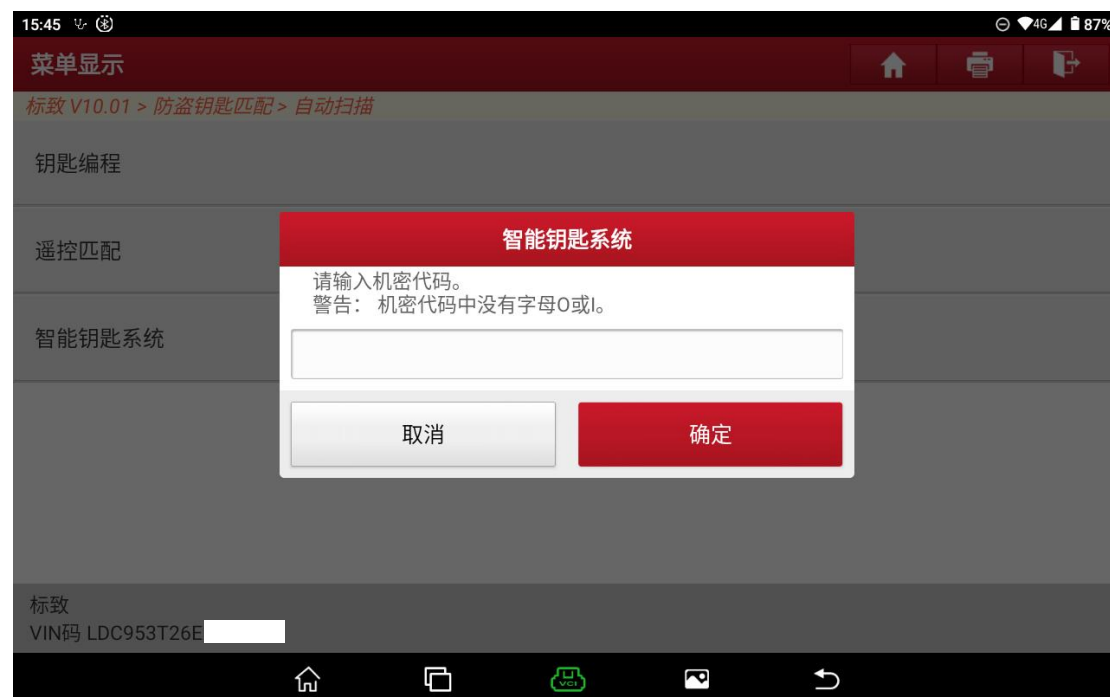 15:45
4G
87%
菜单显示
标致 V10.01 > 防盗钥匙匹配 > 自动扫描
钥匙编程
遥控匹配
智能钥匙系统
智能钥匙系统
请输入机密代码。
警告： 机密代码中没有字母O或I。
取消
确定
标致
VIN码 LDC953T26E
VCI